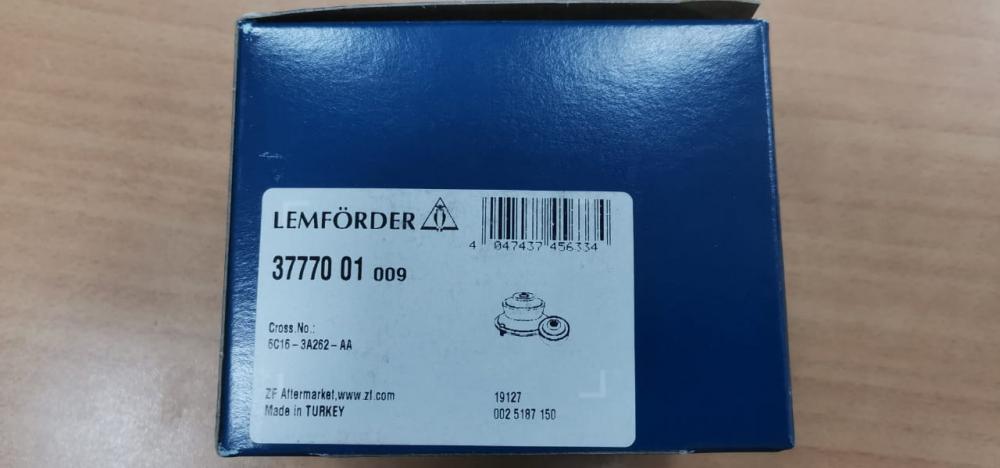 LEMFÖRDER
4 047437 456334
37770 01 009
Cross.No.:
6C16-3A262-AA
ZF Aftermarket,www.zf.com
Made in TURKEY
19127
002 5187 150